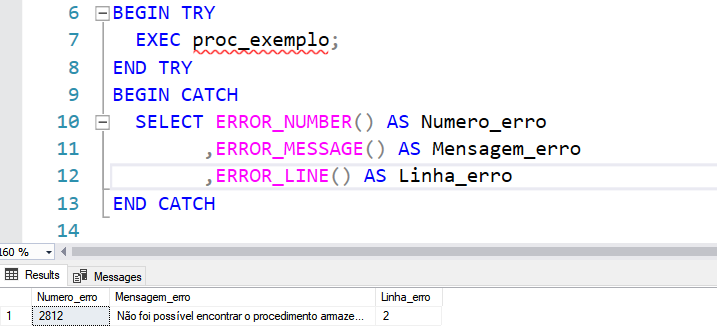 6 BEGIN TRY
7 EXEC proc_exemplo;
8 END TRY
9 BEGIN CATCH
10 SELECT ERROR_NUMBER() AS Numero_erro
11 ,ERROR_MESSAGE() AS Mensagem_erro
12 ,ERROR_LINE() AS Linha_erro
13 END CATCH
14
160 %
Results Messages
Numero_erro Mensagem_erro Linha_erro
1 2812 Não foi possível encontrar o procedimento armaze... 2